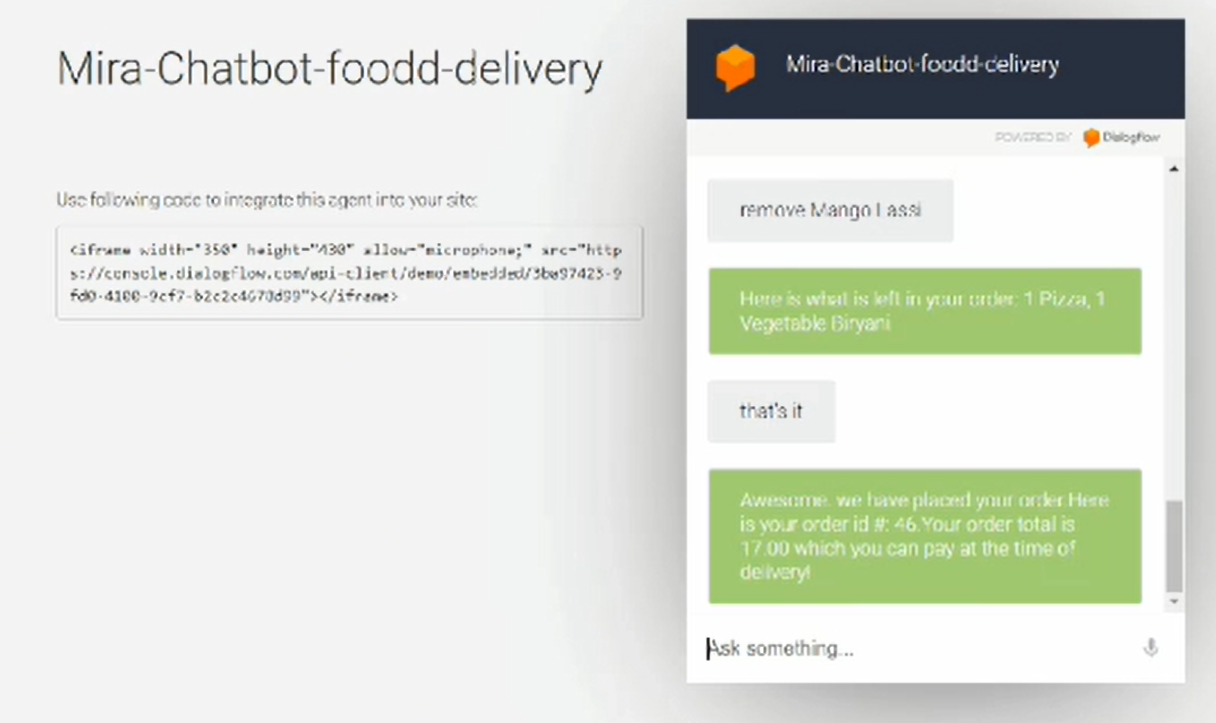 Mira-Chatbot-foodd-delivery
Use following code to integrate this agent into your site:
<iframe width="350" height="430" allow="microphone;" src="http
s://console.dialogflow.com/api-client/demo/embedded/3ba97423-9
fd0-4100-9cf7-b2c2c4670d99"></iframe>
Mira-Chatbot-foodd-delivery
POWERED BY Dialogflow
remove Mango Lassi
Here is what is left in your order: 1 Pizza, 1
Vegetable Biryani
that's it
Awesome. we have placed your order.Here
is your order id #: 46.Your order total is
17.00 which you can pay at the time of
delivery!
Ask something...